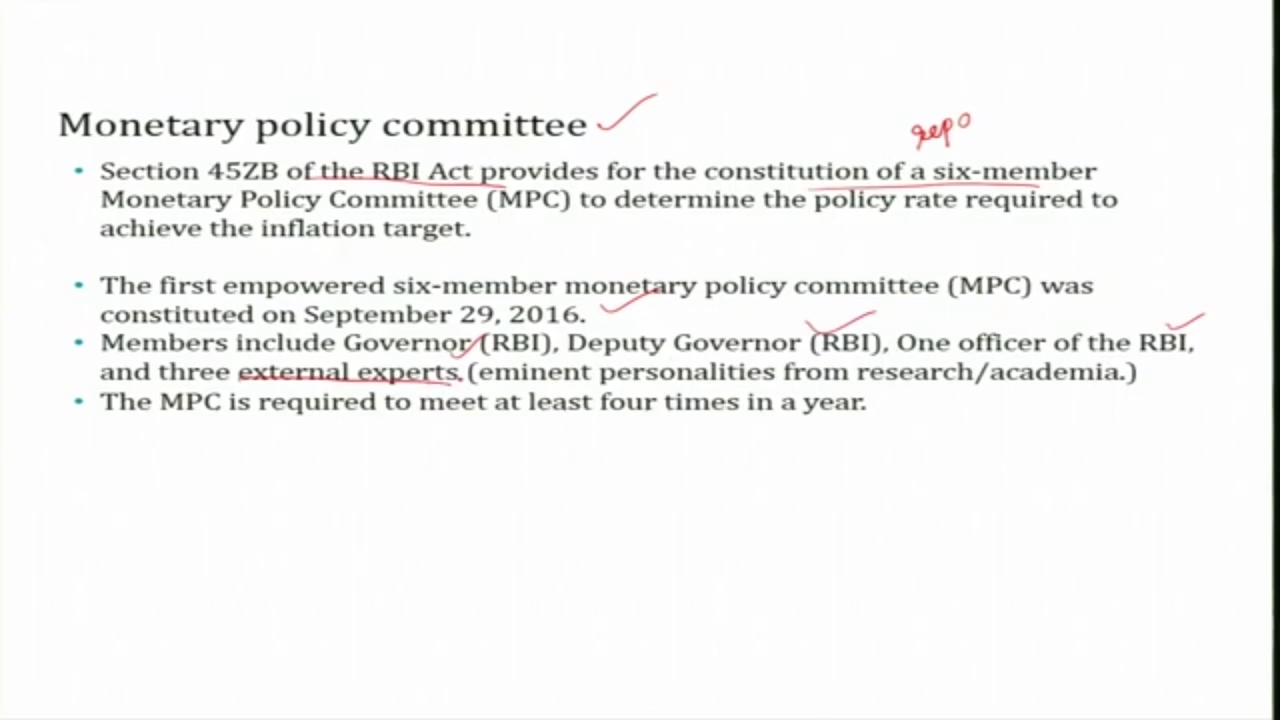 Monetary policy committee
repo
• Section 45ZB of the RBI Act provides for the constitution of a six-member
Monetary Policy Committee (MPC) to determine the policy rate required to
achieve the inflation target.
• The first empowered six-member monetary policy committee (MPC) was
constituted on September 29, 2016.
• Members include Governor (RBI), Deputy Governor (RBI), One officer of the RBI,
and three external experts. (eminent personalities from research/academia.)
• The MPC is required to meet at least four times in a year.